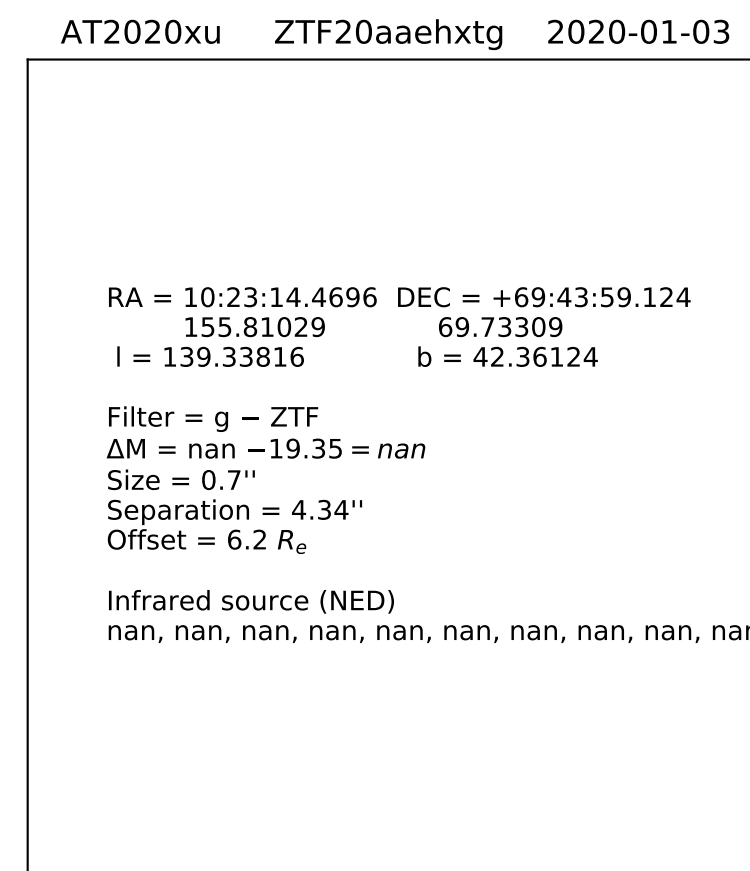 AT2020xu ZTF20aaehxtg 2020-01-03
RA = 10:23:14.4696 DEC = +69:43:59.124
155.81029 69.73309
l = 139.33816 b = 42.36124
Filter = g − ZTF
ΔM = nan −19.35 = nan
Size = 0.7''
Separation = 4.34''
Offset = 6.2 Rₑ
Infrared source (NED)
nan, nan, nan, nan, nan, nan, nan, nan, nan, nan